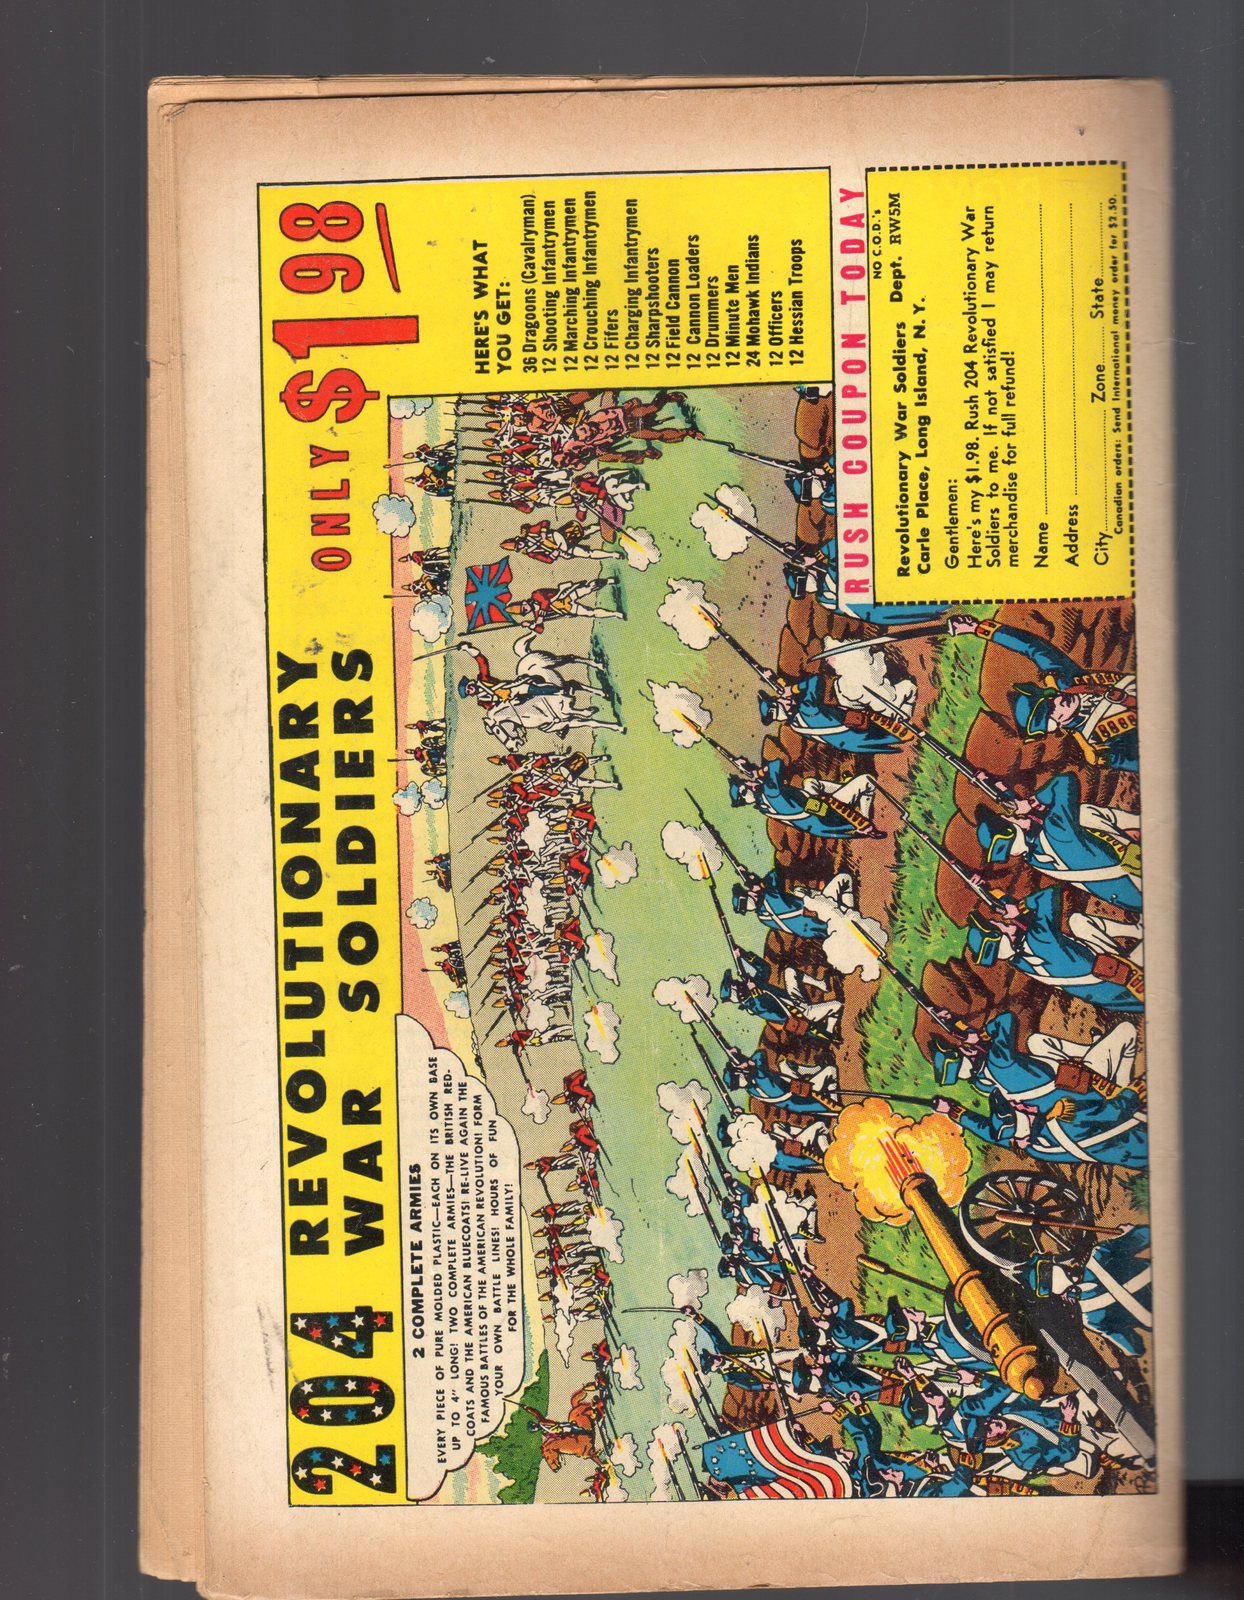 204 REVOLUTIONARY
WAR SOLDIERS
ONLY $1 98
2 COMPLETE ARMIES
EVERY PIECE OF PURE MOLDED PLASTIC—EACH ON ITS OWN BASE
UP TO 4" LONG! TWO COMPLETE ARMIES—THE BRITISH RED-
COATS AND THE AMERICAN BLUECOATS! RE-LIVE AGAIN THE
FAMOUS BATTLES OF THE AMERICAN REVOLUTION! FORM
YOUR OWN BATTLE LINES! HOURS OF FUN
FOR THE WHOLE FAMILY!
HERE'S WHAT
YOU GET:
36 Dragoons (Cavalryman)
12 Shooting Infantrymen
12 Marching Infantrymen
12 Crouching Infantrymen
12 Fifers
12 Charging Infantrymen
12 Sharpshooters
12 Field Cannon
12 Cannon Loaders
12 Drummers
12 Minute Men
24 Mohawk Indians
12 Officers
12 Hessian Troops
RUSH COUPON TODAY
NO C.O.D.'s
Revolutionary War Soldiers Dept. RW5M
Carle Place, Long Island, N. Y.
Gentlemen:
Here's my $1.98. Rush 204 Revolutionary War
Soldiers to me. If not satisfied I may return
merchandise for full refund!
Name
Address
City Zone State
Canadian orders: Send International money order for $2.50.